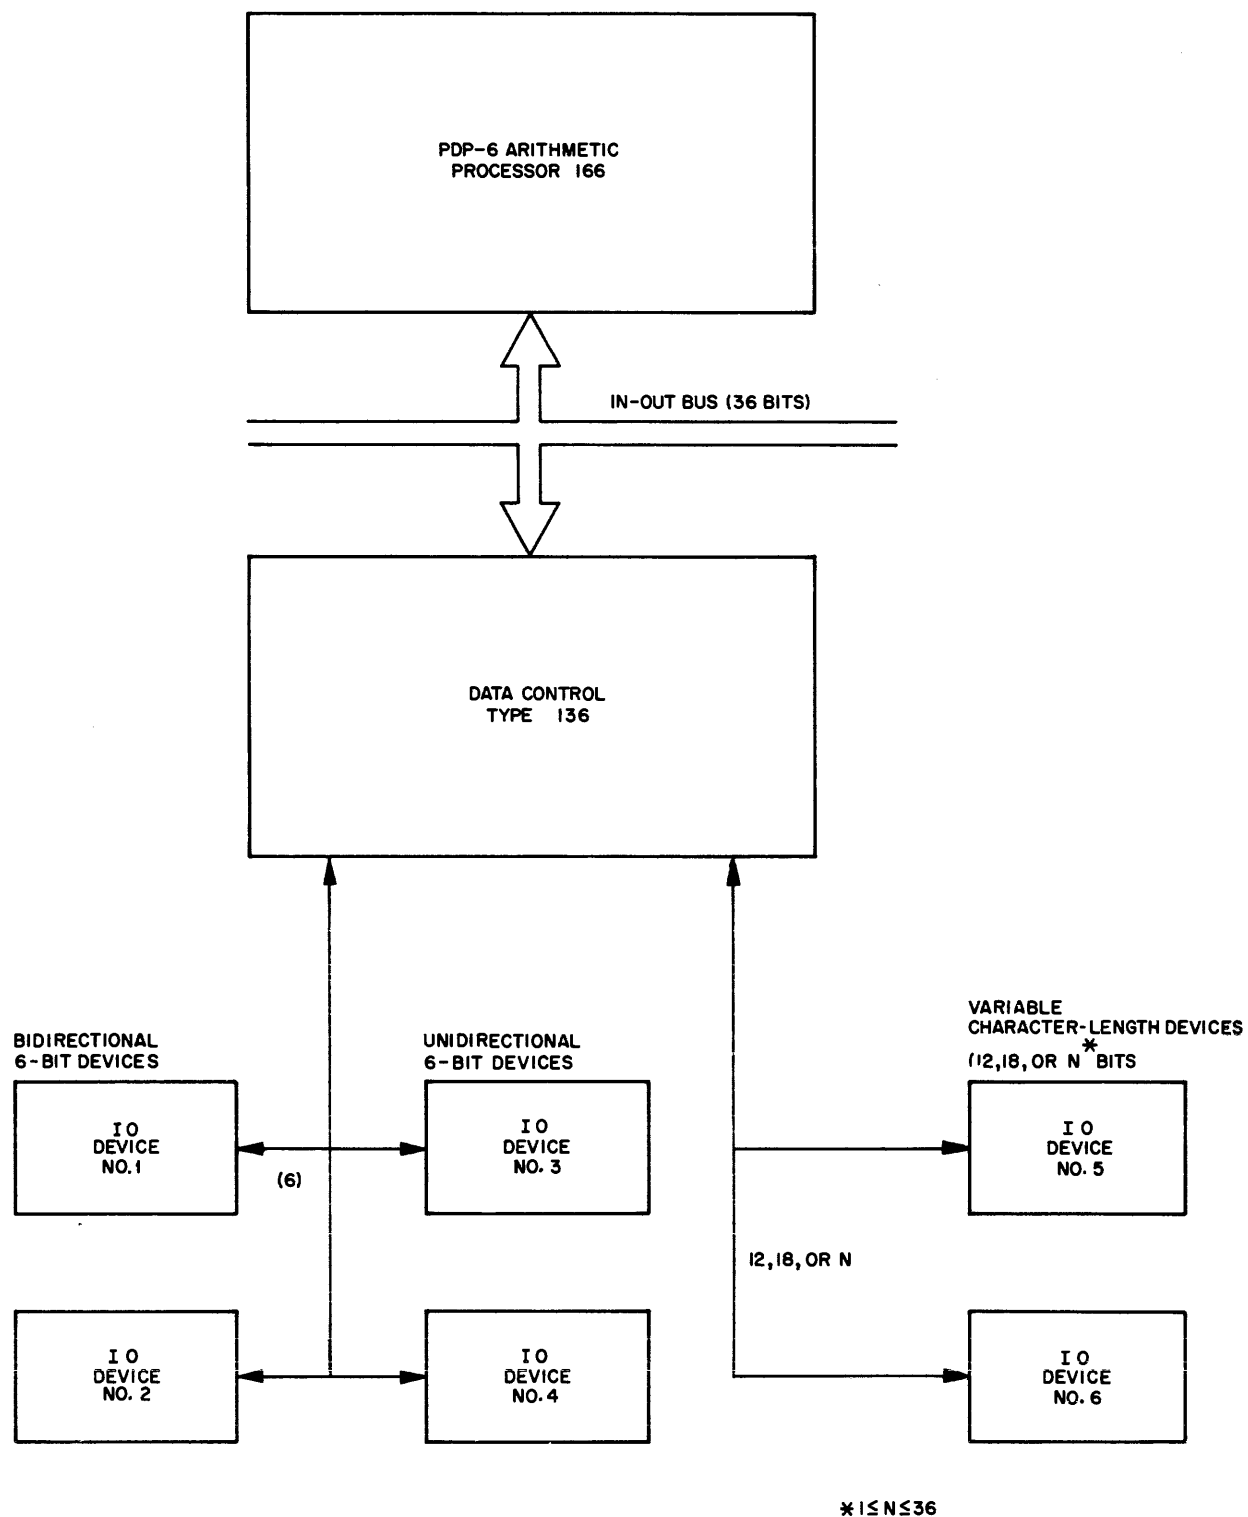 PDP-6 ARITHMETIC
PROCESSOR 166
IN-OUT BUS (36 BITS)
DATA CONTROL
TYPE 136
BIDIRECTIONAL
6-BIT DEVICES
UNIDIRECTIONAL
6-BIT DEVICES
VARIABLE
CHARACTER-LENGTH DEVICES
(12,18, OR N* BITS
IO
DEVICE
NO. 1
(6)
IO
DEVICE
NO. 3
IO
DEVICE
NO. 5
12,18, OR N
IO
DEVICE
NO. 2
IO
DEVICE
NO. 4
IO
DEVICE
NO. 6
* 1≤N≤36